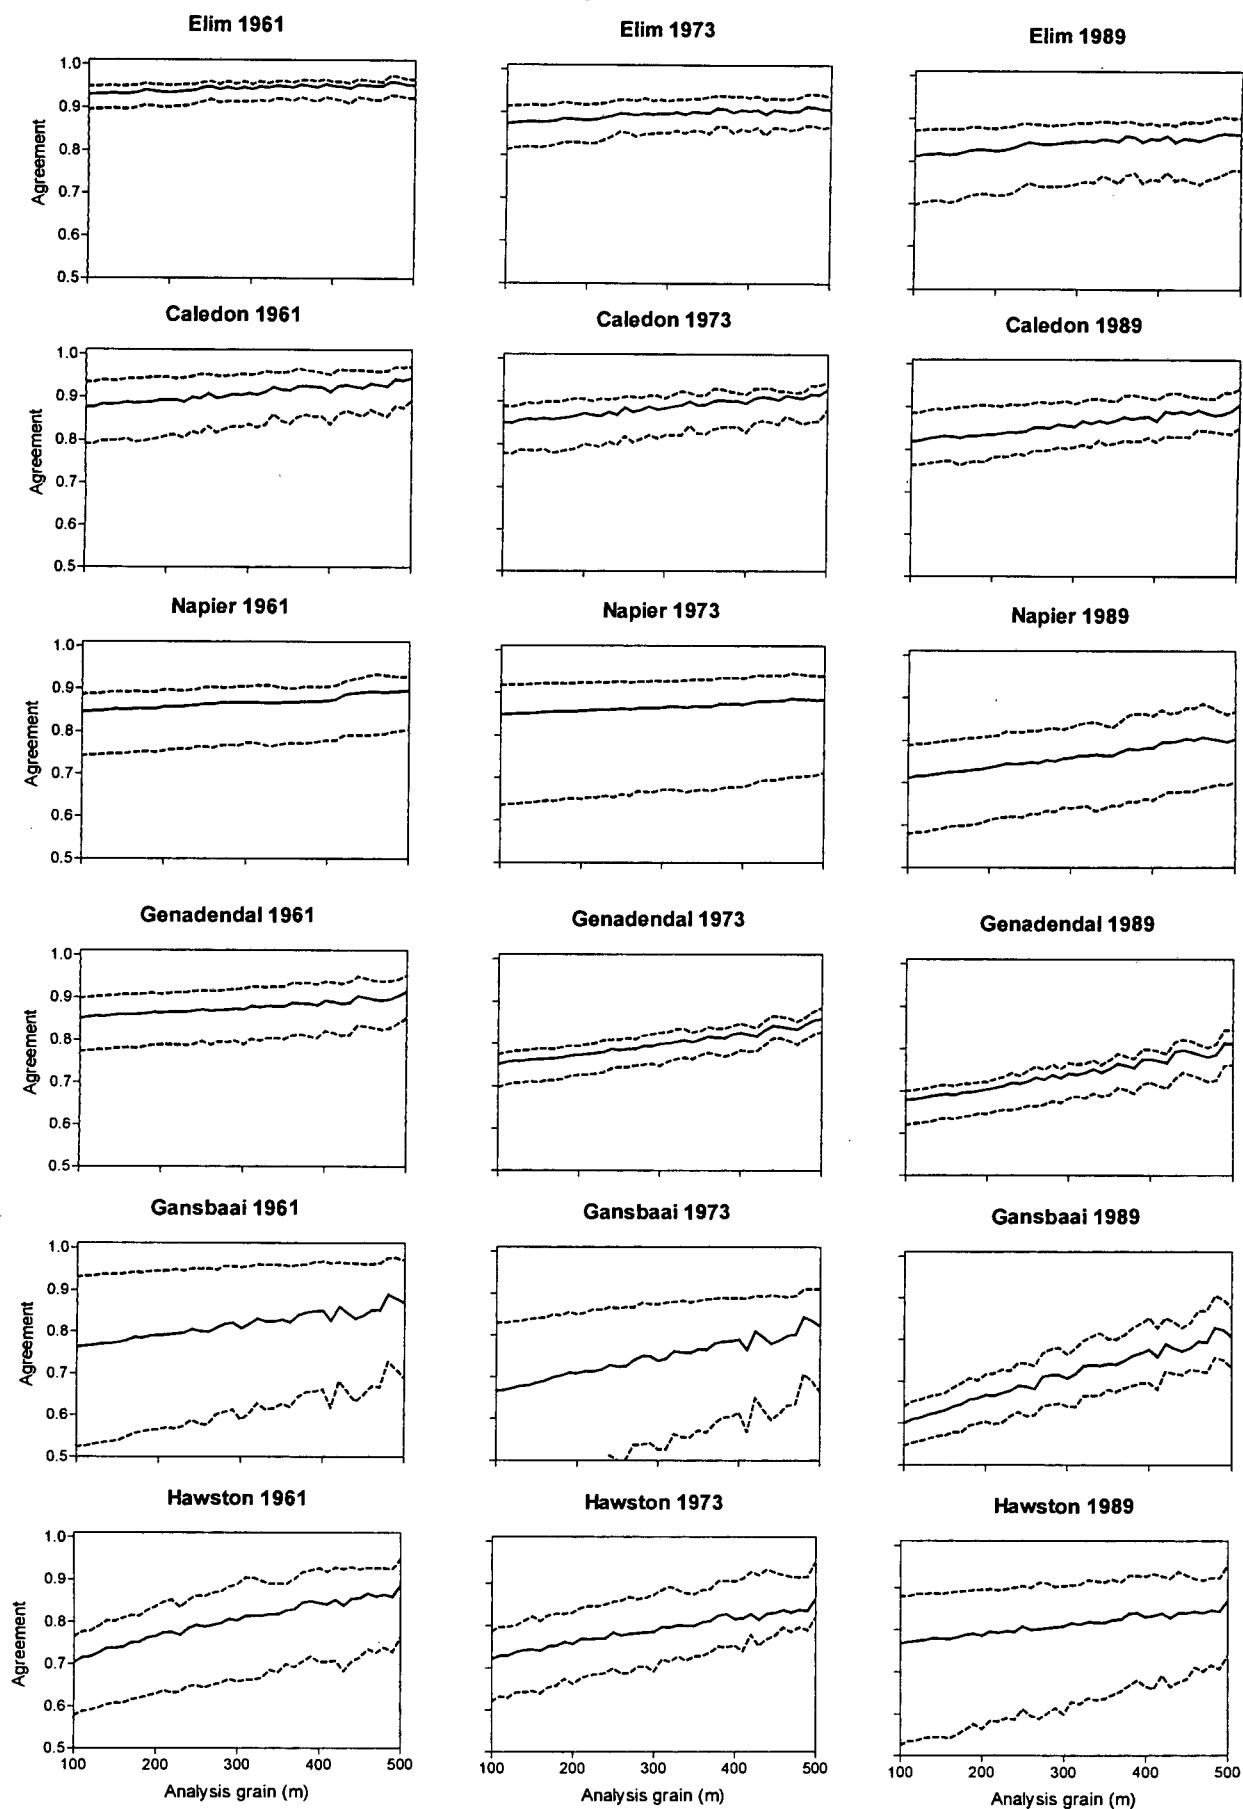 Elim 1961
Elim 1973
Elim 1989
1.0
0.9
0.8
0.7
0.6
0.5
Agreement
Caledon 1961
Caledon 1973
Caledon 1989
1.0
0.9
0.8
0.7
0.6
0.5
Agreement
Napier 1961
Napier 1973
Napier 1989
1.0
0.9
0.8
0.7
0.6
0.5
Agreement
Genadendal 1961
Genadendal 1973
Genadendal 1989
1.0
0.9
0.8
0.7
0.6
0.5
Agreement
Gansbaai 1961
Gansbaai 1973
Gansbaai 1989
1.0
0.9
0.8
0.7
0.6
0.5
Agreement
Hawston 1961
Hawston 1973
Hawston 1989
1.0
0.9
0.8
0.7
0.6
0.5
Agreement
100 200 300 400 500
100 200 300 400 500
100 200 300 400 500
Analysis grain (m)
Analysis grain (m)
Analysis grain (m)